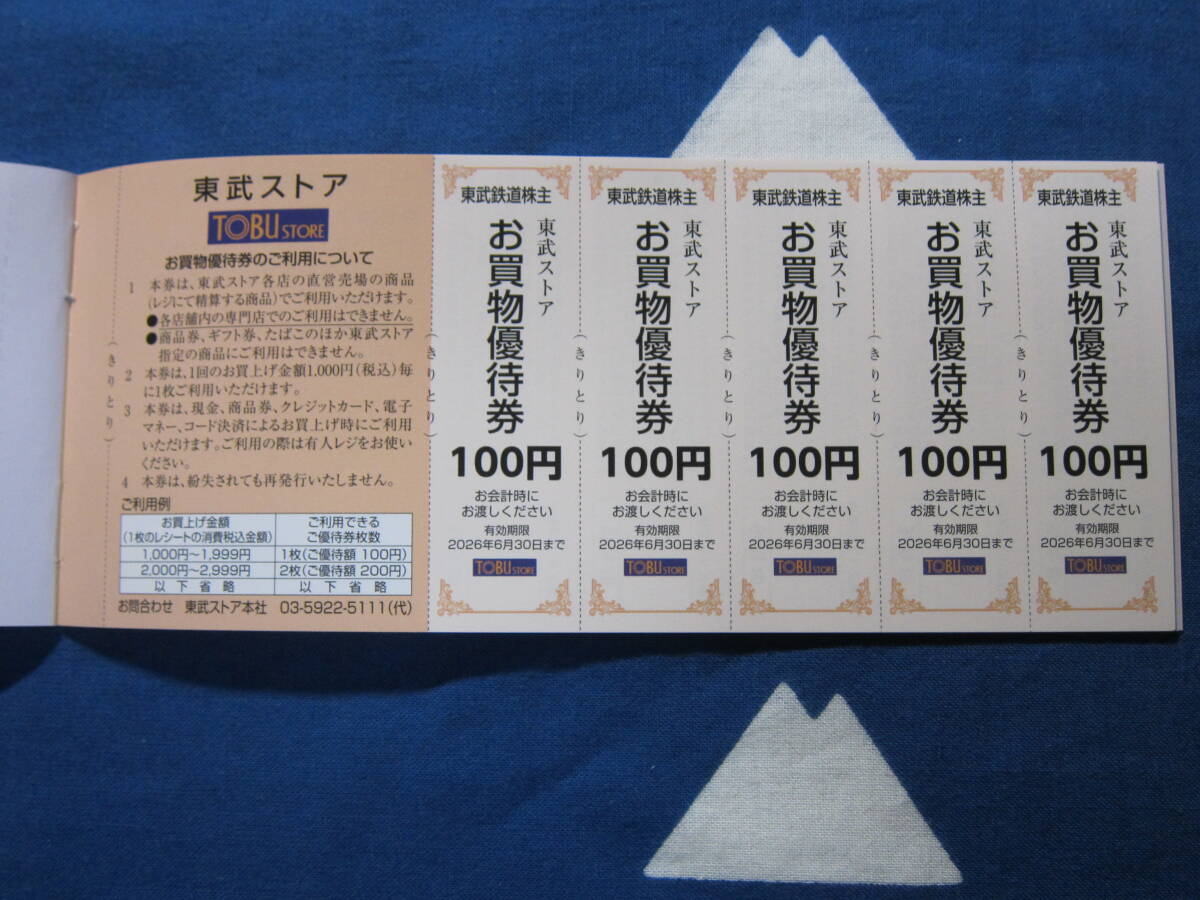 東武ストア
TOBU STORE
お買物優待券のご利用について
1 本券は、東武ストア各店の直営売場の商品
(レジにて精算する商品)でご利用いただけます。
●各店舗内の専門店でのご利用はできません。
●商品券、ギフト券、たばこのほか東武ストア
指定の商品にご利用はできません。
2 本券は、1回のお買上げ金額1,000円(税込)毎
に1枚ご利用いただけます。
3 本券は、現金、商品券、クレジットカード、電子
マネー、コード決済によるお買上げ時にご利用
いただけます。ご利用の際は有人レジをお使い
ください。
4 本券は、紛失されても再発行いたしません。
ご利用例
お買上げ金額
(1枚のレシートの消費税込金額)
ご利用できる
ご優待券枚数
1,000円〜1,999円 1枚(ご優待額 100円)
2,000円〜2,999円 2枚(ご優待額 200円)
以下省略 以下省略
お問合わせ 東武ストア本社 03-5922-5111(代)
(きりとり)
(きりとり)
東武鉄道株主
東武ストア
お買物優待券
100円
お会計時に
お渡しください
有効期限
2026年6月30日まで
TOBU STORE
(きりとり)
東武鉄道株主
東武ストア
お買物優待券
100円
お会計時に
お渡しください
有効期限
2026年6月30日まで
TOBU STORE
(きりとり)
東武鉄道株主
東武ストア
お買物優待券
100円
お会計時に
お渡しください
有効期限
2026年6月30日まで
TOBU STORE
(きりとり)
東武鉄道株主
東武ストア
お買物優待券
100円
お会計時に
お渡しください
有効期限
2026年6月30日まで
TOBU STORE
(きりとり)
東武鉄道株主
東武ストア
お買物優待券
100円
お会計時に
お渡しください
有効期限
2026年6月30日まで
TOBU STORE